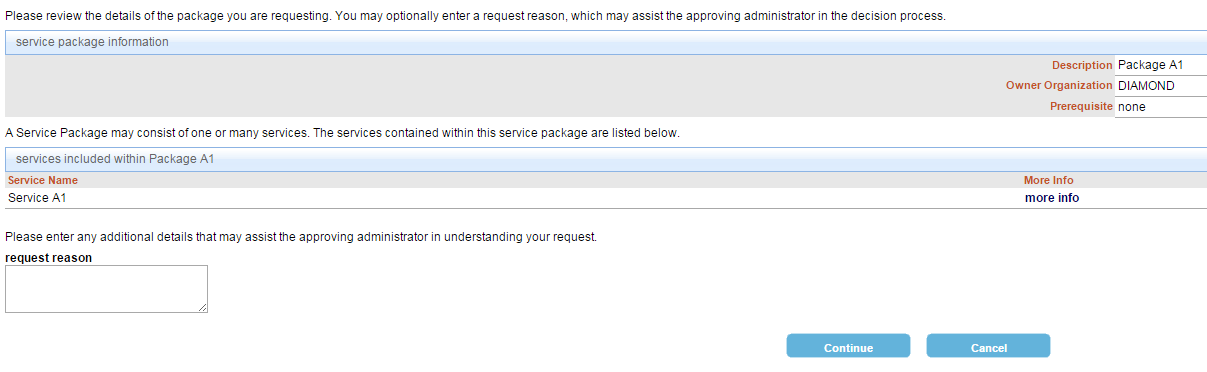 Please review the details of the package you are requesting. You may optionally enter a request reason, which may assist the approving administrator in the decision process.
service package information
Description Package A1
Owner Organization DIAMOND
Prerequisite none
A Service Package may consist of one or many services. The services contained within this service package are listed below.
services included within Package A1
Service Name More Info
Service A1 more info
Please enter any additional details that may assist the approving administrator in understanding your request.
request reason
Continue Cancel